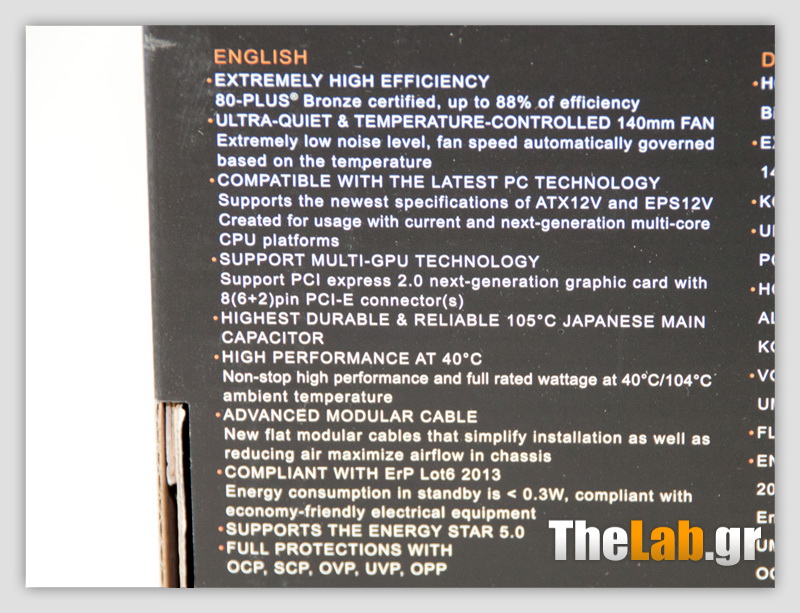 ENGLISH
•EXTREMELY HIGH EFFICIENCY
80-PLUS® Bronze certified, up to 88% of efficiency
•ULTRA-QUIET & TEMPERATURE-CONTROLLED 140mm FAN
Extremely low noise level, fan speed automatically governed
based on the temperature
•COMPATIBLE WITH THE LATEST PC TECHNOLOGY
Supports the newest specifications of ATX12V and EPS12V
Created for usage with current and next-generation multi-core
CPU platforms
•SUPPORT MULTI-GPU TECHNOLOGY
Support PCI express 2.0 next-generation graphic card with
8(6+2)pin PCI-E connector(s)
•HIGHEST DURABLE & RELIABLE 105°C JAPANESE MAIN
CAPACITOR
•HIGH PERFORMANCE AT 40°C
Non-stop high performance and full rated wattage at 40°C/104°C
ambient temperature
•ADVANCED MODULAR CABLE
New flat modular cables that simplify installation as well as
reducing air maximize airflow in chassis
•COMPLIANT WITH ErP Lot6 2013
Energy consumption in standby is < 0.3W, compliant with
economy-friendly electrical equipment
•SUPPORTS THE ENERGY STAR 5.0
•FULL PROTECTIONS WITH
OCP, SCP, OVP, UVP, OPP
TheLab.gr